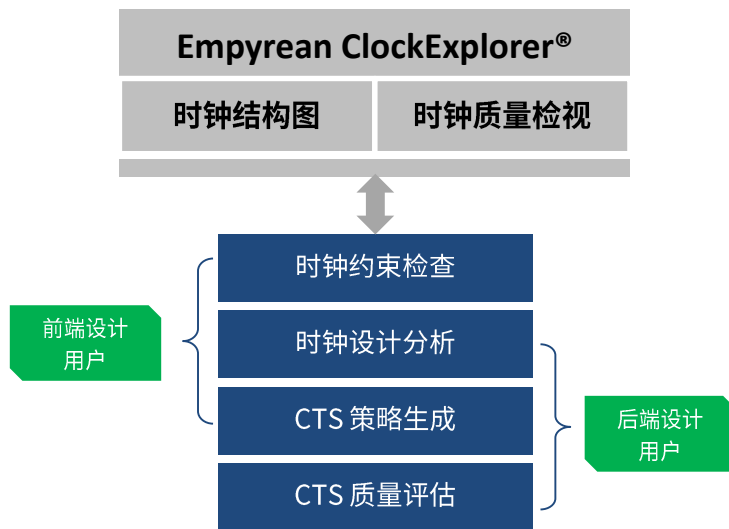 Empyrean ClockExplorer®
时钟结构图
时钟质量检视
时钟约束检查
前端设计
用户
时钟设计分析
CTS 策略生成
后端设计
用户
CTS 质量评估